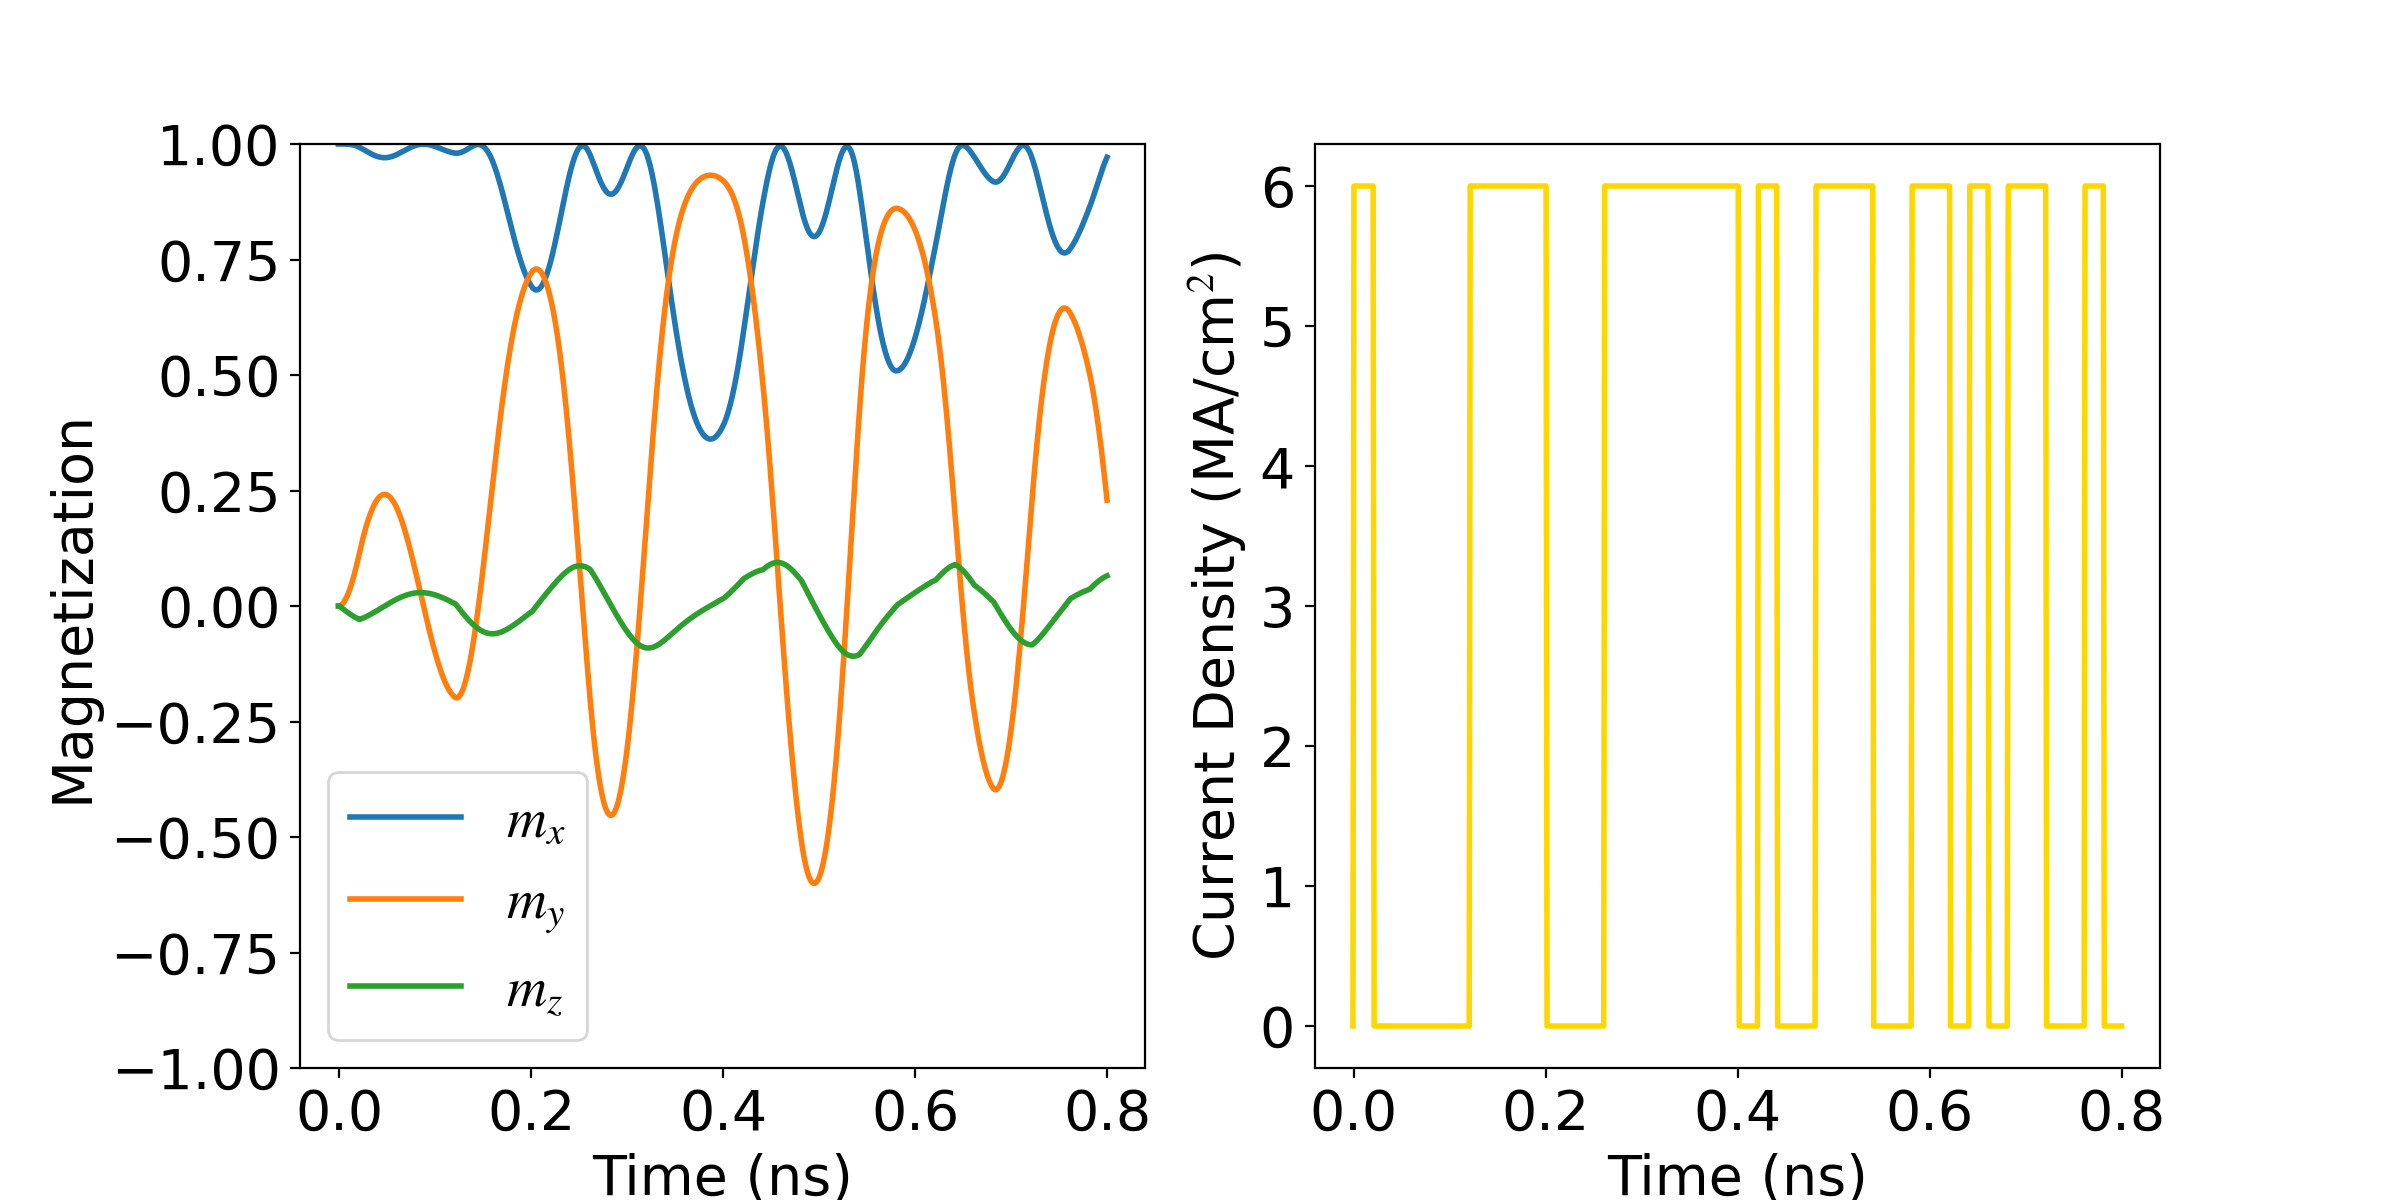 1.00
0.75
0.50
0.25
0.00
−0.25
−0.50
−0.75
−1.00
Magnetization
m_x
m_y
m_z
0.0 0.2 0.4 0.6 0.8
Time (ns)
6
5
4
3
2
1
0
Current Density (MA/cm²)
0.0 0.2 0.4 0.6 0.8
Time (ns)